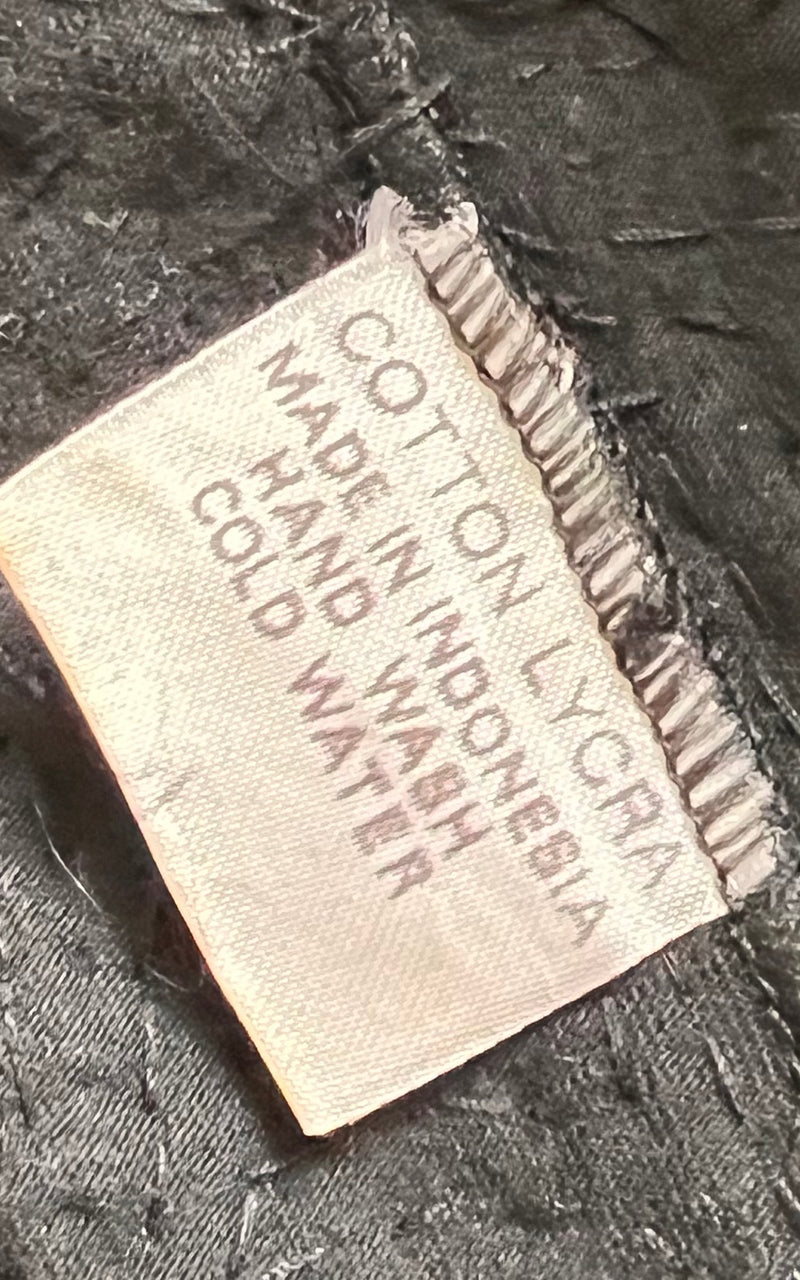 COTTON LYCRA
MADE IN INDONESIA
HAND WASH
COLD WATER